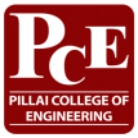 PCE
PILLAI COLLEGE OF
ENGINEERING